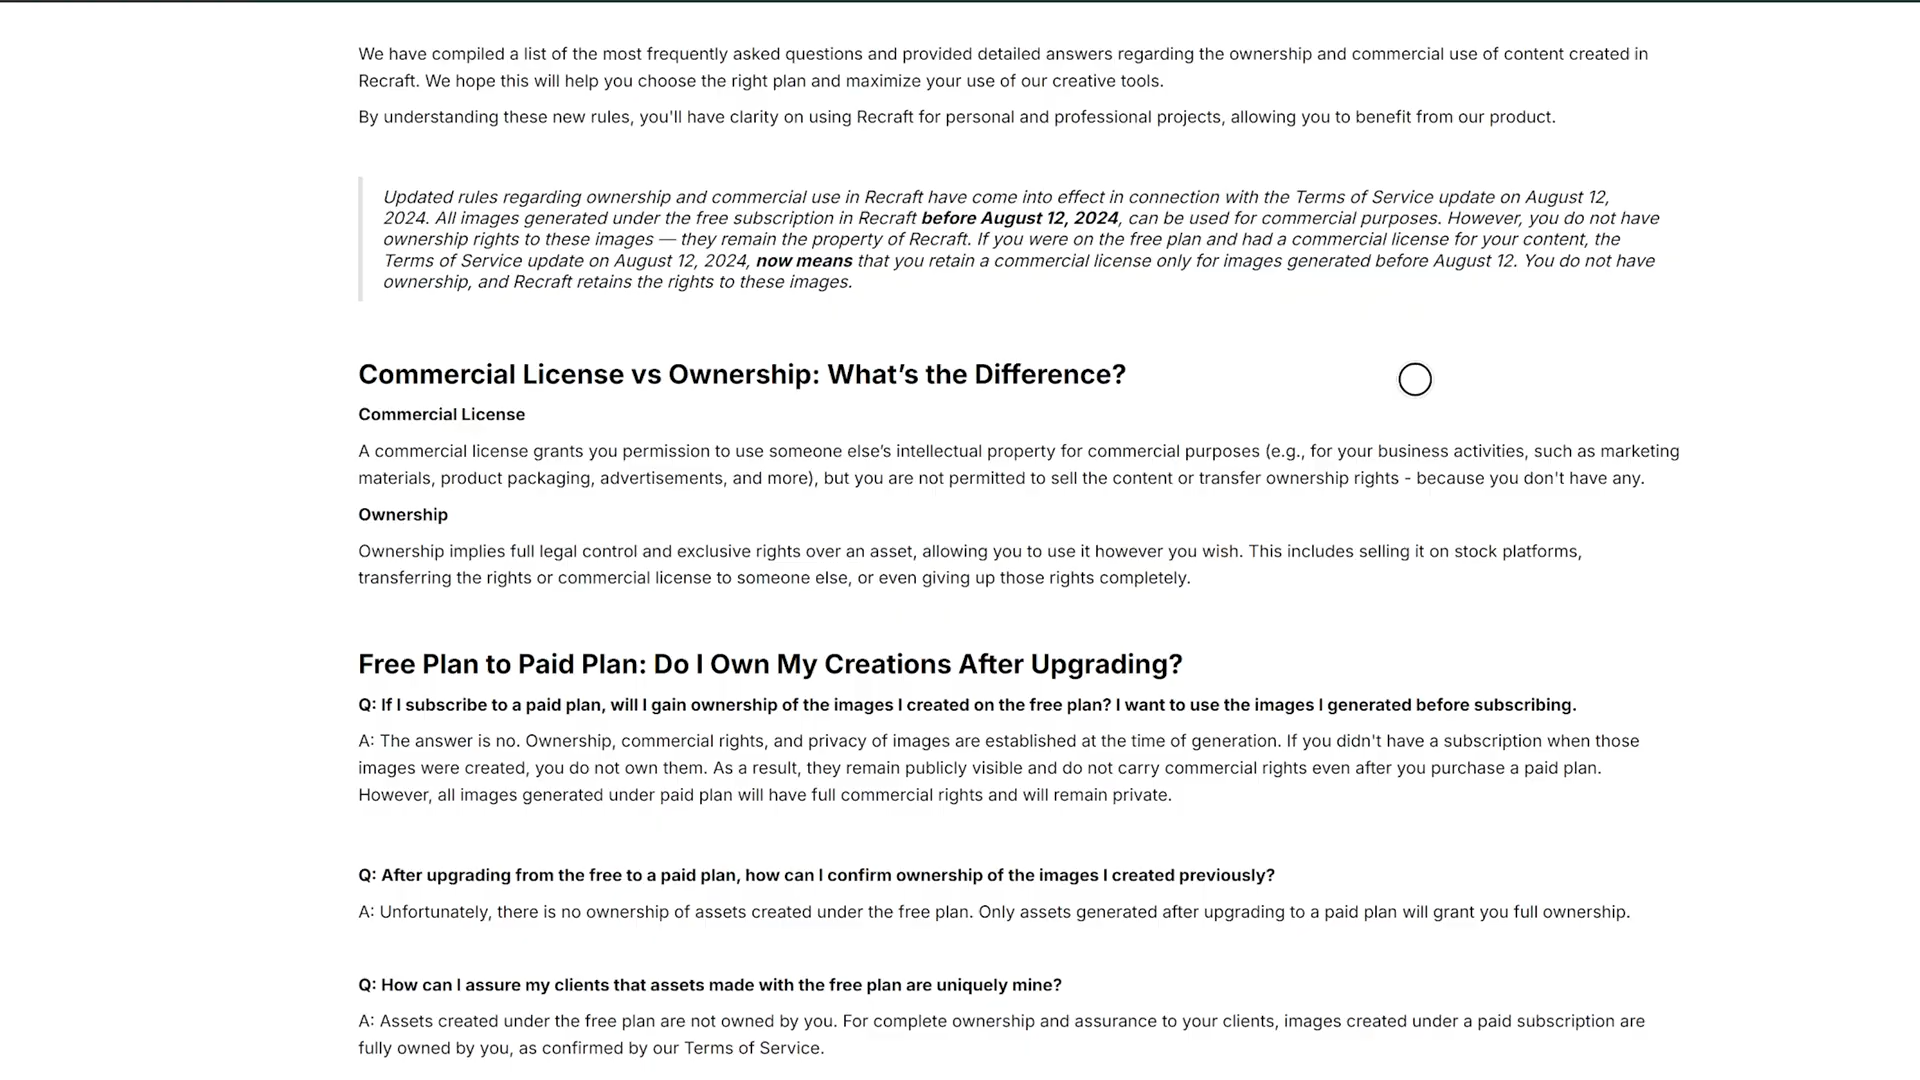 We have compiled a list of the most frequently asked questions and provided detailed answers regarding the ownership and commercial use of content created in
Recraft. We hope this will help you choose the right plan and maximize your use of our creative tools.
By understanding these new rules, you'll have clarity on using Recraft for personal and professional projects, allowing you to benefit from our product.
Updated rules regarding ownership and commercial use in Recraft have come into effect in connection with the Terms of Service update on August 12,
2024. All images generated under the free subscription in Recraft before August 12, 2024, can be used for commercial purposes. However, you do not have
ownership rights to these images — they remain the property of Recraft. If you were on the free plan and had a commercial license for your content, the
Terms of Service update on August 12, 2024, now means that you retain a commercial license only for images generated before August 12. You do not have
ownership, and Recraft retains the rights to these images.
Commercial License vs Ownership: What’s the Difference?
Commercial License
A commercial license grants you permission to use someone else’s intellectual property for commercial purposes (e.g., for your business activities, such as marketing
materials, product packaging, advertisements, and more), but you are not permitted to sell the content or transfer ownership rights - because you don't have any.
Ownership
Ownership implies full legal control and exclusive rights over an asset, allowing you to use it however you wish. This includes selling it on stock platforms,
transferring the rights or commercial license to someone else, or even giving up those rights completely.
Free Plan to Paid Plan: Do I Own My Creations After Upgrading?
Q: If I subscribe to a paid plan, will I gain ownership of the images I created on the free plan? I want to use the images I generated before subscribing.
A: The answer is no. Ownership, commercial rights, and privacy of images are established at the time of generation. If you didn't have a subscription when those
images were created, you do not own them. As a result, they remain publicly visible and do not carry commercial rights even after you purchase a paid plan.
However, all images generated under paid plan will have full commercial rights and will remain private.
Q: After upgrading from the free to a paid plan, how can I confirm ownership of the images I created previously?
A: Unfortunately, there is no ownership of assets created under the free plan. Only assets generated after upgrading to a paid plan will grant you full ownership.
Q: How can I assure my clients that assets made with the free plan are uniquely mine?
A: Assets created under the free plan are not owned by you. For complete ownership and assurance to your clients, images created under a paid subscription are
fully owned by you, as confirmed by our Terms of Service.